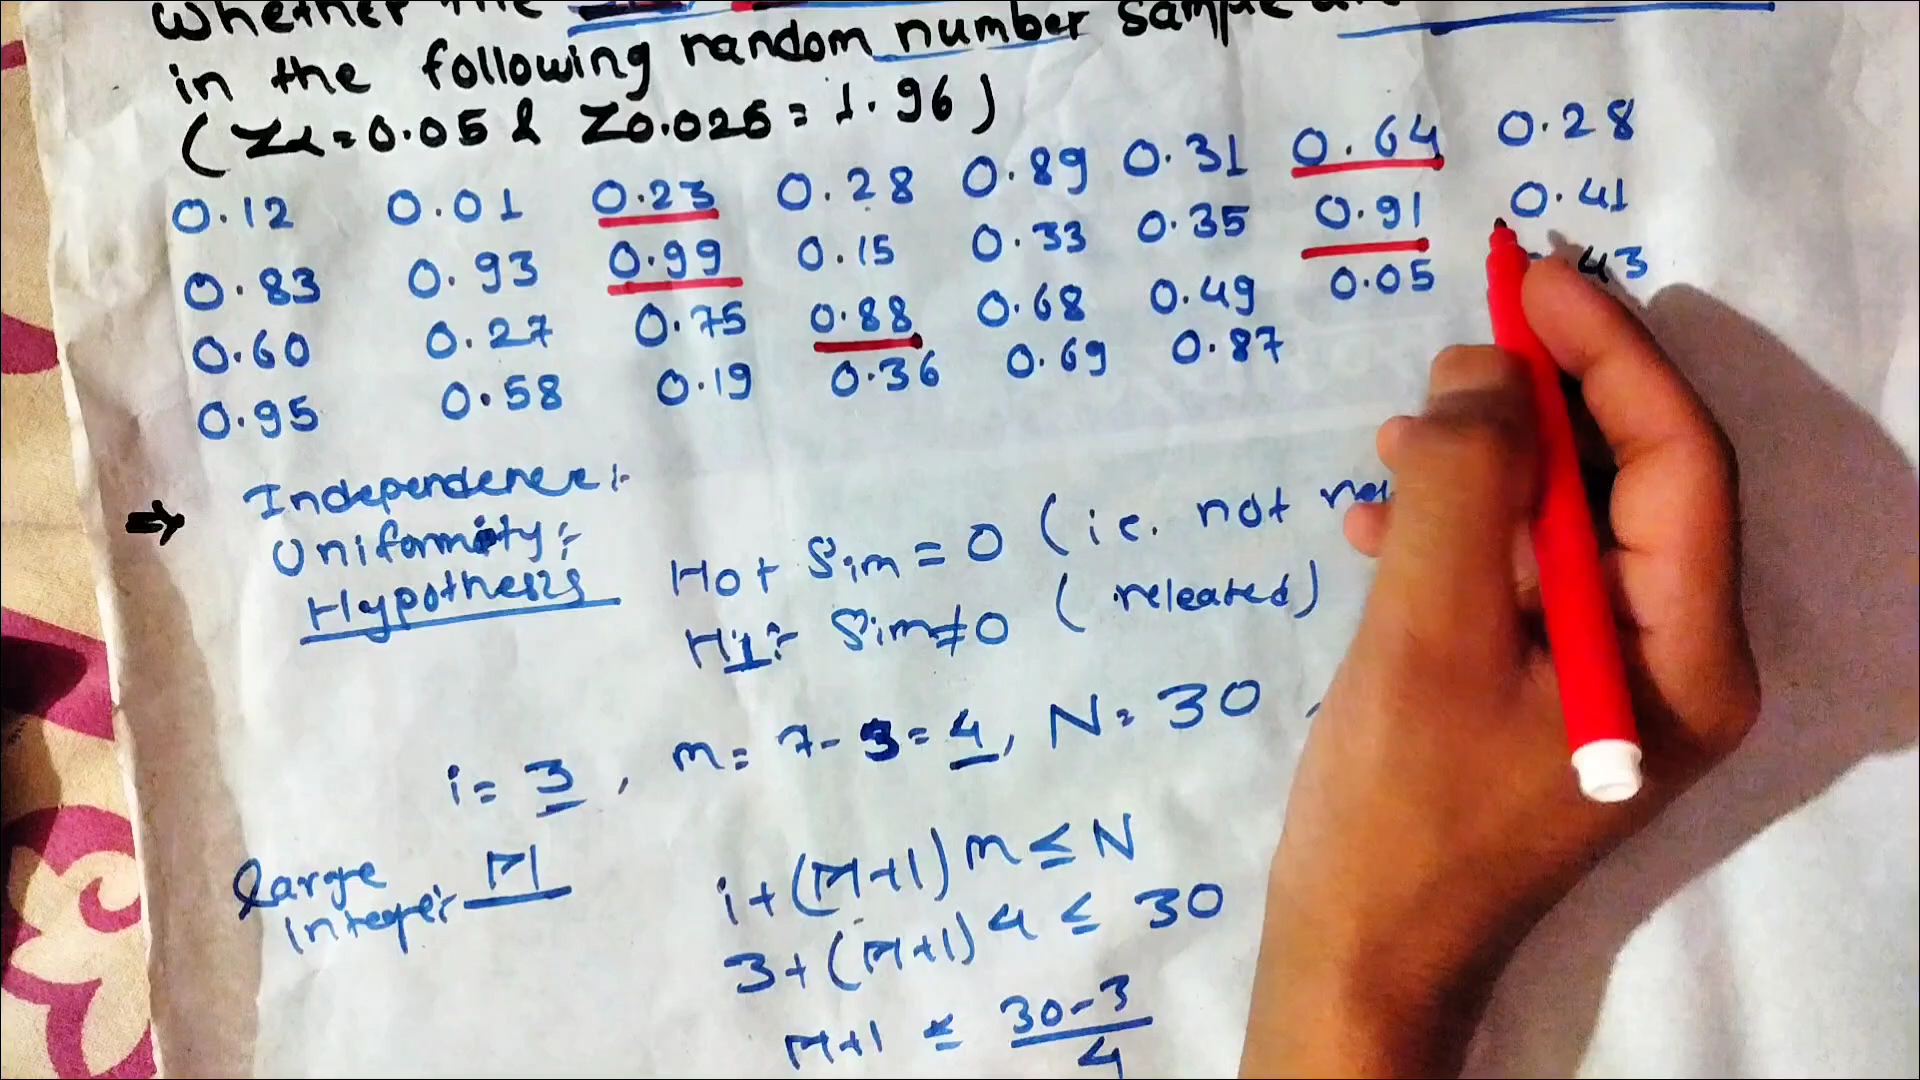 Whether the
in the following random number sample
(Zα=0.05 & Z0.025 = 1.96)
0.12 0.01 0.23 0.28 0.89 0.31 0.64 0.28
0.83 0.93 0.99 0.15 0.33 0.35 0.91 0.41
0.60 0.27 0.75 0.88 0.68 0.49 0.05 43
0.95 0.58 0.19 0.36 0.69 0.87
⇒ Independence:-
Uniformity:-
Hypothesis
H0: Sim = 0 (i.e. not
H1:- Sim≠0 (releated)
i = 3, m = 7-3 = 4, N = 30,
large integer M
i+(M+1)m ≤ N
3+(M+1)4 ≤ 30
M+1 ≤ 30-3
4